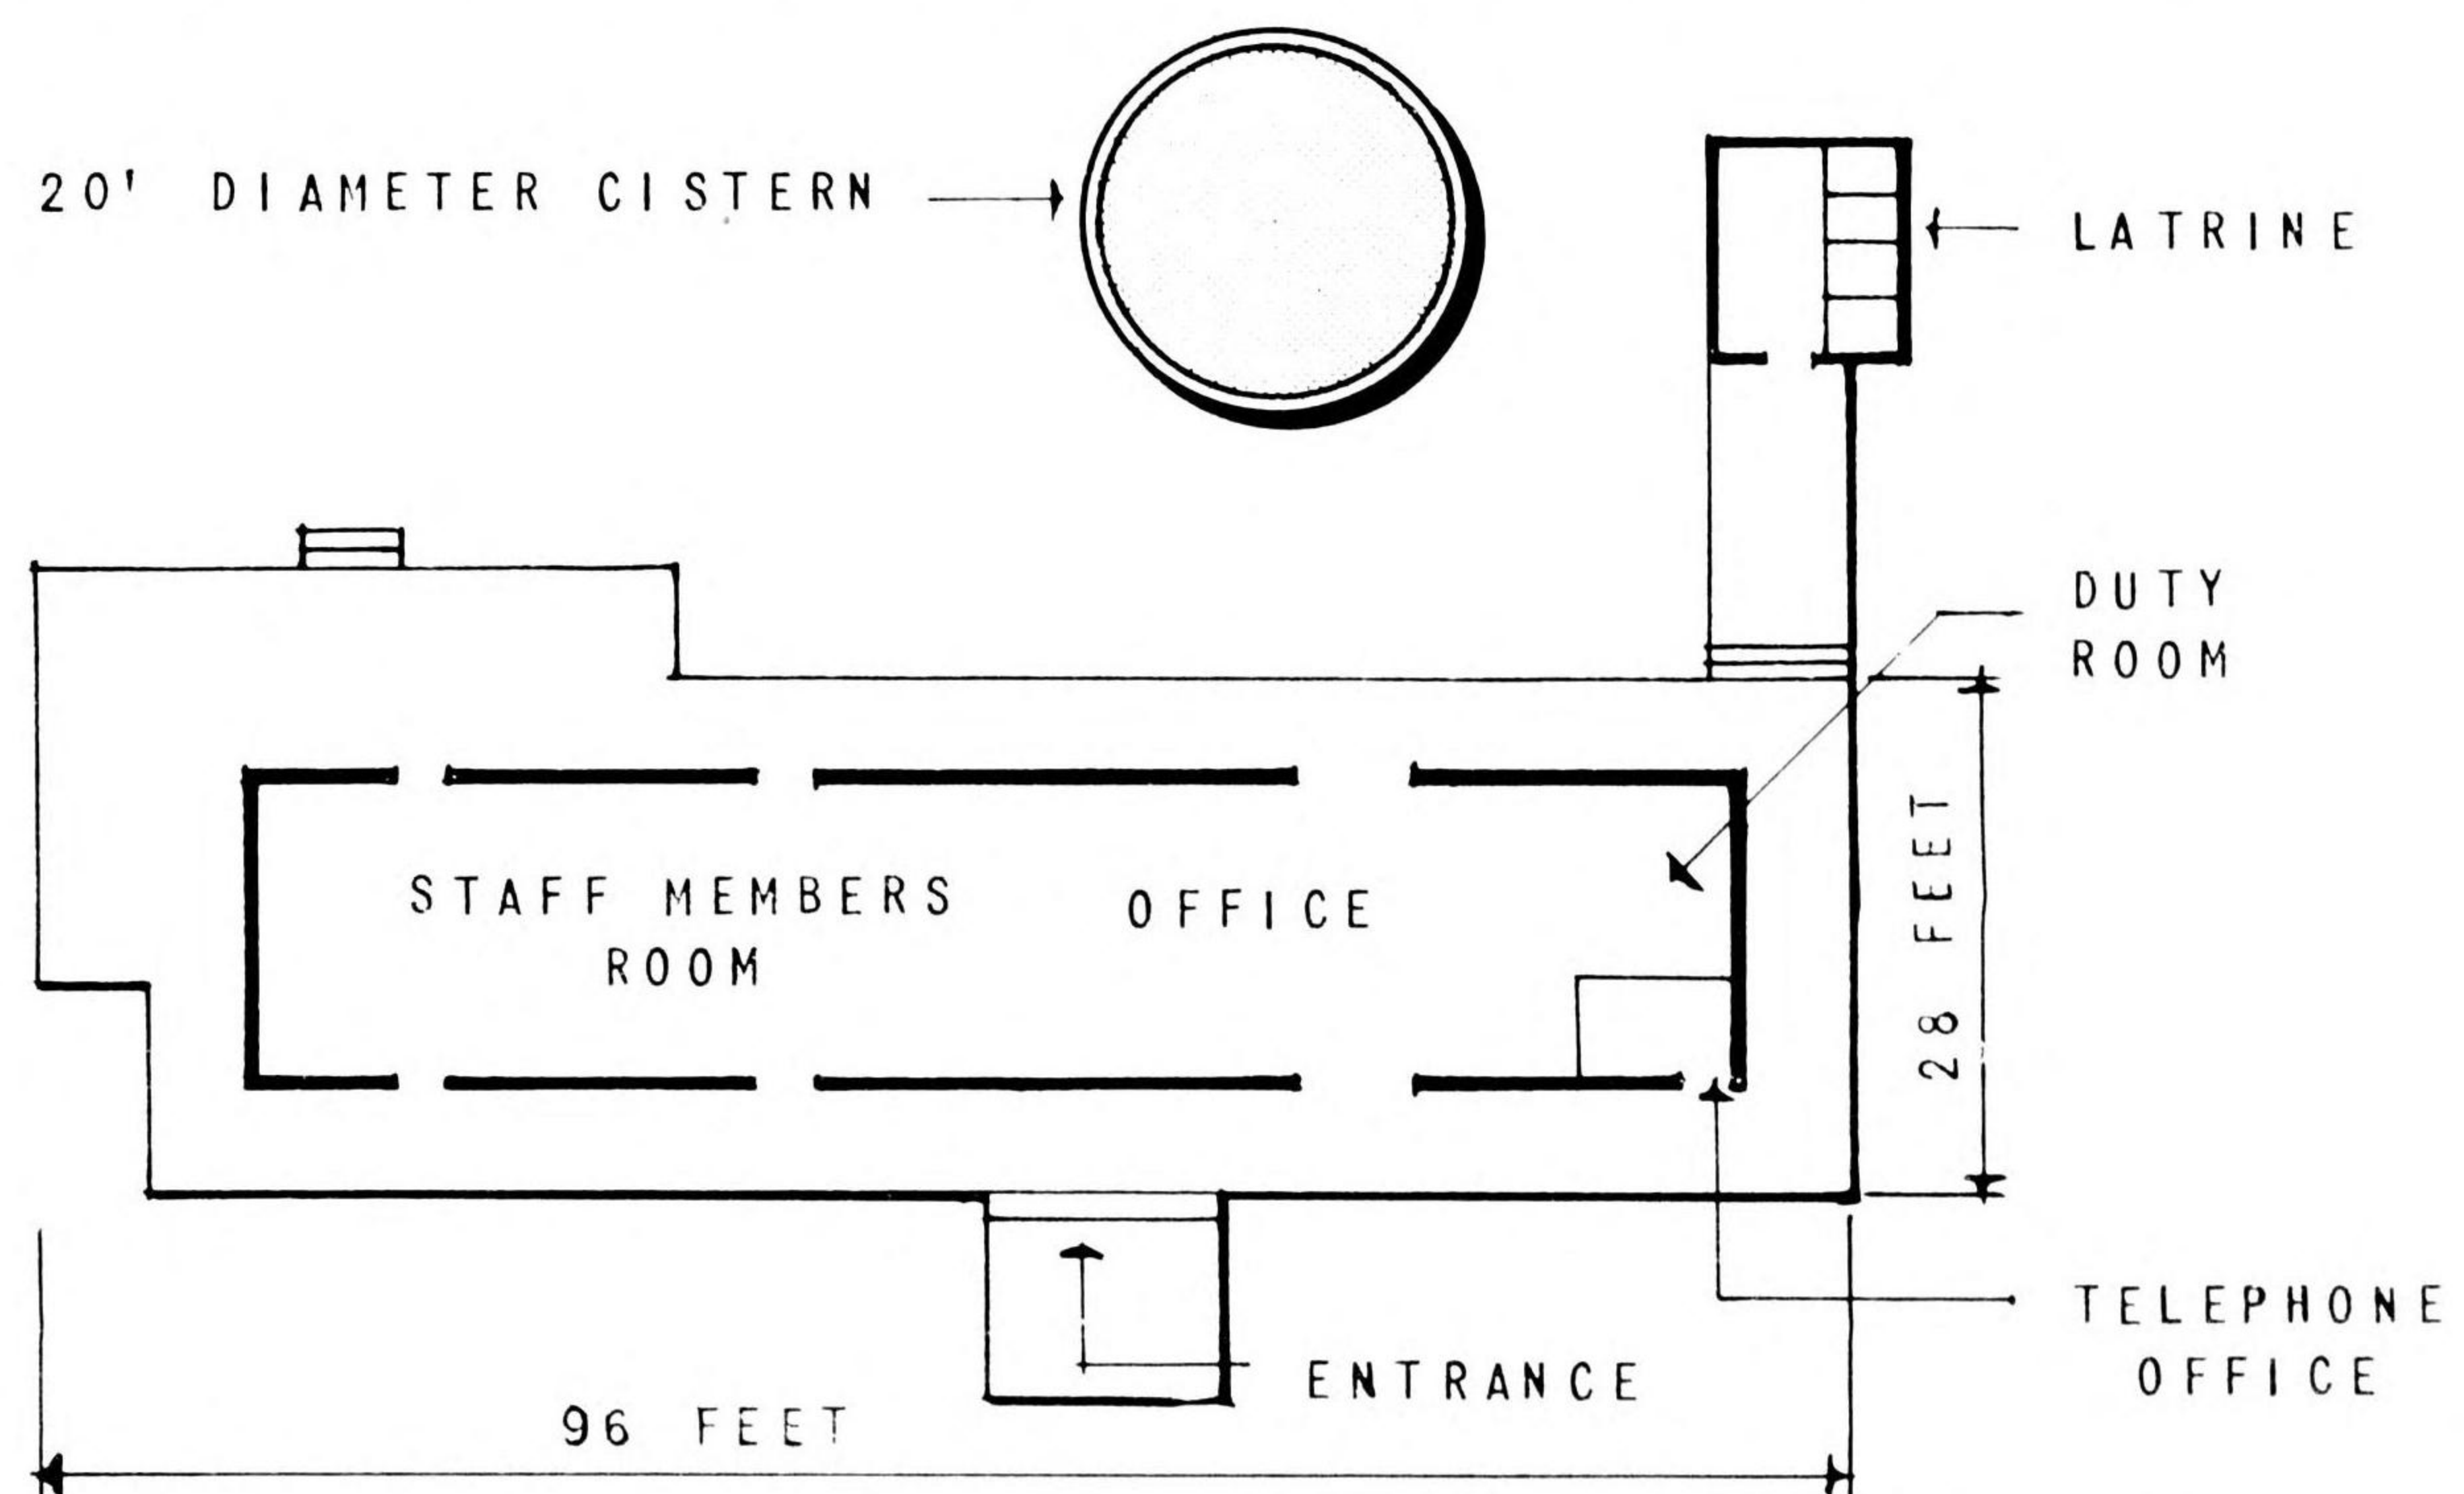 20' DIAMETER CISTERN
LATRINE
DUTY
ROOM
STAFF MEMBERS
ROOM
OFFICE
28 FEET
TELEPHONE
OFFICE
ENTRANCE
96 FEET